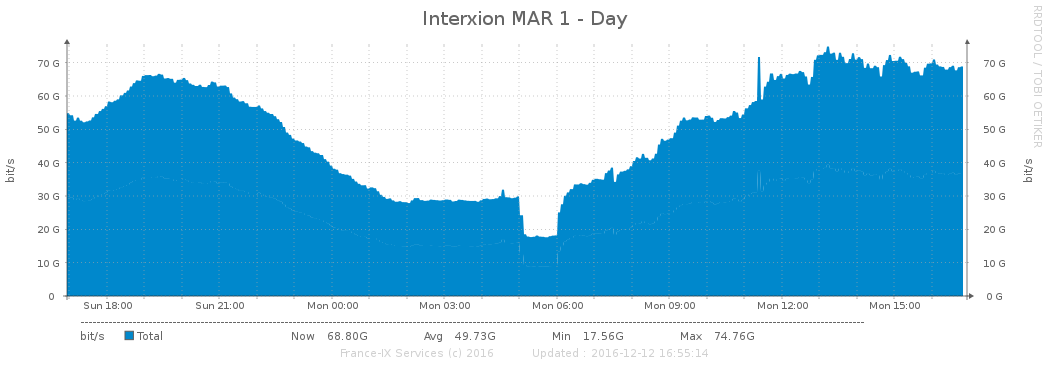 Interxion MAR 1 - Day
RRDTOOL / TOBI OETIKER
bit/s
bit/s
70 G
60 G
50 G
40 G
30 G
20 G
10 G
0
70 G
60 G
50 G
40 G
30 G
20 G
10 G
0 G
Sun 18:00 Sun 21:00 Mon 00:00 Mon 03:00 Mon 06:00 Mon 09:00 Mon 12:00 Mon 15:00
bit/s Total Now 68.80G Avg 49.73G Min 17.56G Max 74.76G
France-IX Services (c) 2016 Updated : 2016-12-12 16:55:14